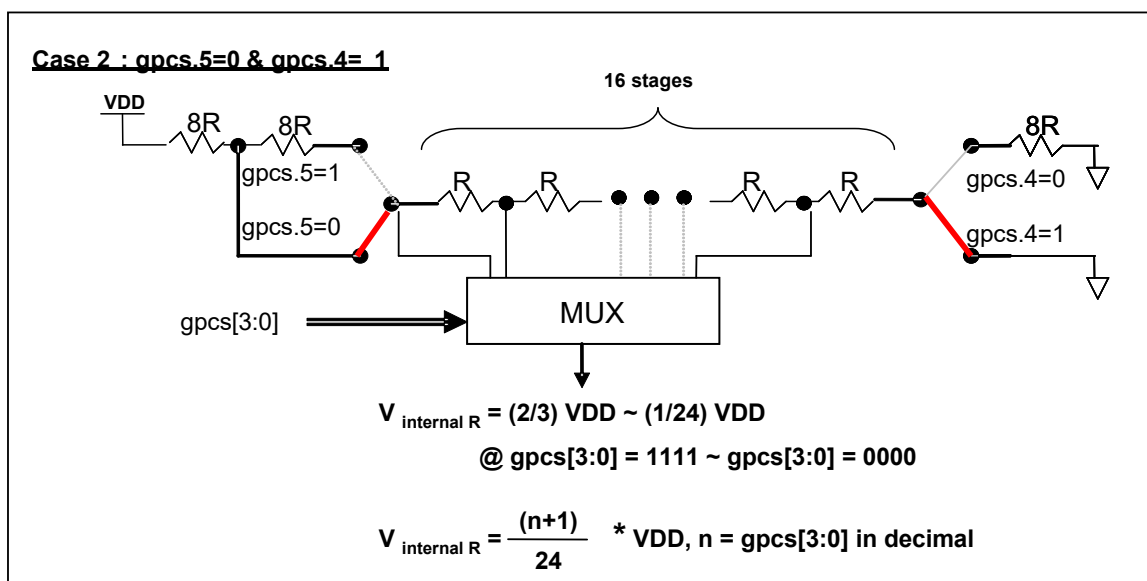 Case 2 : gpcs.5=0 & gpcs.4= 1
16 stages
VDD
8R
8R
8R
gpcs.5=1
R
R
R
R
gpcs.4=0
gpcs.5=0
gpcs.4=1
gpcs[3:0]
MUX
V internal R = (2/3) VDD ~ (1/24) VDD
@ gpcs[3:0] = 1111 ~ gpcs[3:0] = 0000
V internal R = (n+1) / 24 * VDD, n = gpcs[3:0] in decimal